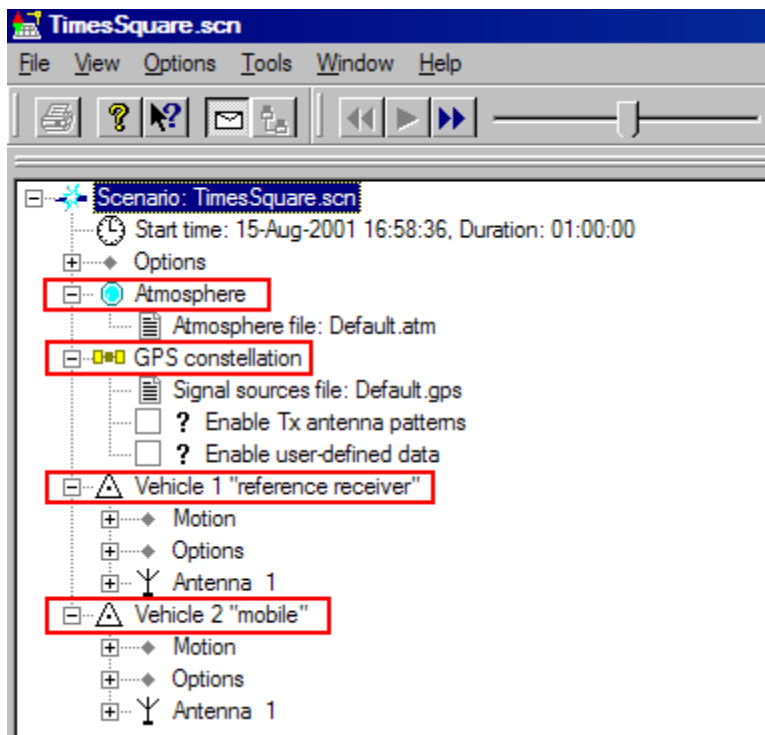 TimesSquare.scn
File View Options Tools Window Help
Scenario: TimesSquare.scn
Start time: 15-Aug-2001 16:58:36, Duration: 01:00:00
Options
Atmosphere
Atmosphere file: Default.atm
GPS constellation
Signal sources file: Default.gps
? Enable Tx antenna patterns
? Enable user-defined data
Vehicle 1 "reference receiver"
Motion
Options
Antenna 1
Vehicle 2 "mobile"
Motion
Options
Antenna 1